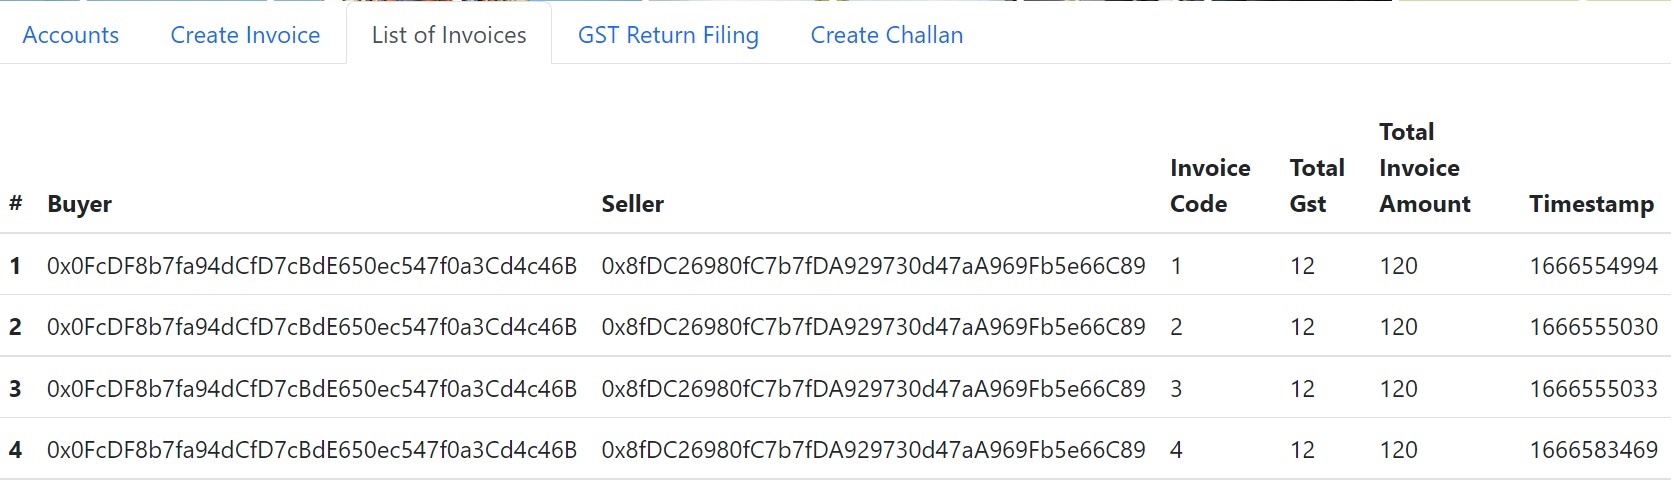 Accounts Create Invoice List of Invoices GST Return Filing Create Challan
# Buyer Seller Invoice Code Total Gst Total Invoice Amount Timestamp
1 0x0FcDF8b7fa94dCfD7cBdE650ec547f0a3Cd4c46B 0x8fDC26980fC7b7fDA929730d47aA969Fb5e66C89 1 12 120 1666554994
2 0x0FcDF8b7fa94dCfD7cBdE650ec547f0a3Cd4c46B 0x8fDC26980fC7b7fDA929730d47aA969Fb5e66C89 2 12 120 1666555030
3 0x0FcDF8b7fa94dCfD7cBdE650ec547f0a3Cd4c46B 0x8fDC26980fC7b7fDA929730d47aA969Fb5e66C89 3 12 120 1666555033
4 0x0FcDF8b7fa94dCfD7cBdE650ec547f0a3Cd4c46B 0x8fDC26980fC7b7fDA929730d47aA969Fb5e66C89 4 12 120 1666583469